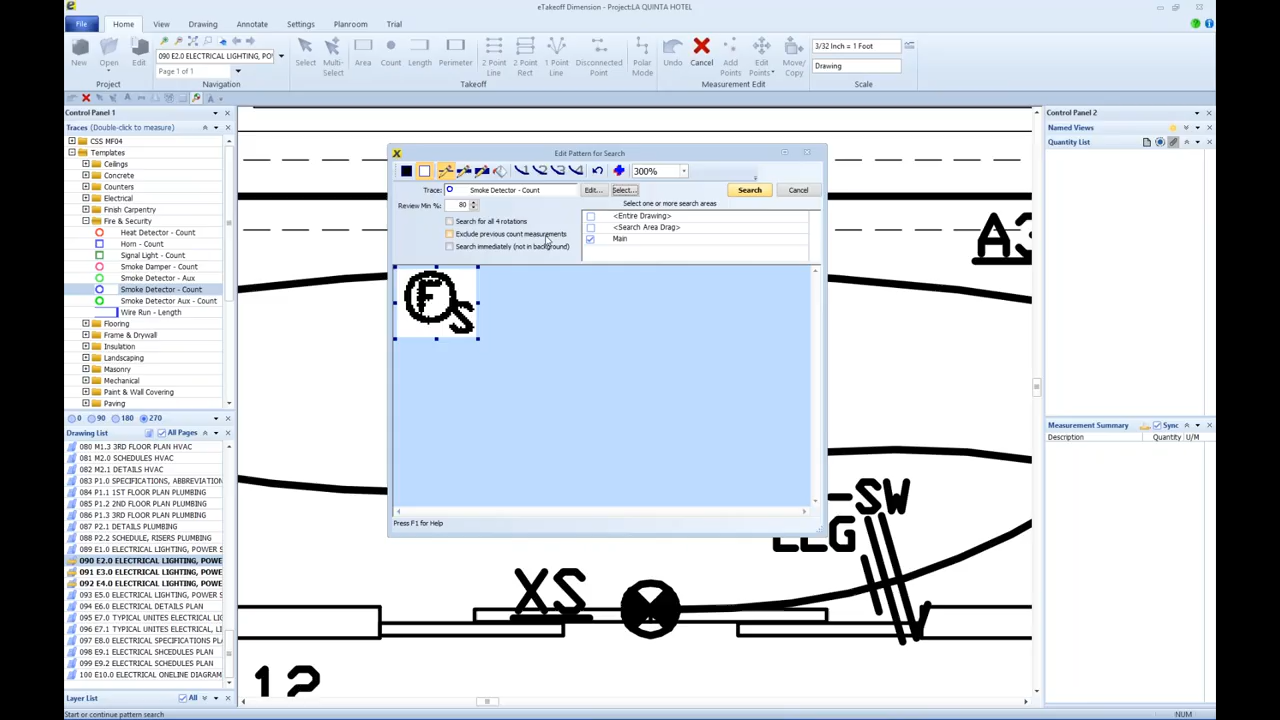 eTakeoff Dimension - Project:LA QUINTA HOTEL
File Home View Drawing Annotate Settings Planroom Trial
New Open Edit
090 E2.0 ELECTRICAL LIGHTING, POV
Page 1 of 1
Project Navigation
Select Multi-Select Area Count Length Perimeter 2 Point Line 2 Point Rect 1 Point Line Disconnected Point Polar Mode
Takeoff
Undo Cancel Add Points Edit Points Move/Copy
Measurement Edit
3/32 Inch = 1 Foot
Drawing
Scale
Control Panel 1
Traces (Double-click to measure)
CSS MF04
Templates
Ceilings
Concrete
Counters
Electrical
Finish Carpentry
Fire & Security
Heat Detector - Count
Horn - Count
Signal Light - Count
Smoke Damper - Count
Smoke Detector - Aux
Smoke Detector - Count
Smoke Detector Aux - Count
Wire Run - Length
Flooring
Frame & Drywall
Insulation
Landscaping
Masonry
Mechanical
Paint & Wall Covering
Paving
0 90 180 270
Drawing List All Pages
080 M1.3 3RD FLOOR PLAN HVAC
081 M2.0 SCHEDULES HVAC
082 M2.1 DETAILS HVAC
083 P1.0 SPECIFICATIONS, ABBREVIATION
084 P1.1 1ST FLOOR PLAN PLUMBING
085 P1.2 2ND FLOOR PLAN PLUMBING
086 P1.3 3RD FLOOR PLAN PLUMBING
087 P2.1 DETAILS PLUMBING
088 P2.2 SCHEDULE, RISERS PLUMBING
089 E1.0 ELECTRICAL LIGHTING, POWER S
090 E2.0 ELECTRICAL LIGHTING, POWE
091 E3.0 ELECTRICAL LIGHTING, POWE
092 E4.0 ELECTRICAL LIGHTING, POWE
093 E5.0 ELECTRICAL LIGHTING, POWER S
094 E6.0 ELECTRICAL DETAILS PLAN
095 E7.0 TYPICAL UNITES ELECTRICAL LI
096 E7.1 TYPICAL UNITES ELECTRICAL, LI
097 E8.0 ELECTRICAL SPECIFICATIONS PL
098 E9.1 ELECTRICAL SHCEDULES PLAN
099 E9.2 ELECTRICAL SCHEDULES PLAN
100 E10.0 ELECTRICAL ONELINE DIAGRAM
Layer List All
Start or continue pattern search
Edit Pattern for Search
300%
Trace: Smoke Detector - Count Edit... Select... Search Cancel
Review Min %: 80
Select one or more search areas
Search for all 4 rotations
Exclude previous count measurements
Search immediately (not in background)
<Entire Drawing>
<Search Area Drag>
Main
F S
Press F1 for Help
A3
-SW
XS
12
Control Panel 2
Named Views
Quantity List
Measurement Summary Sync
Description Quantity U/M
NUM